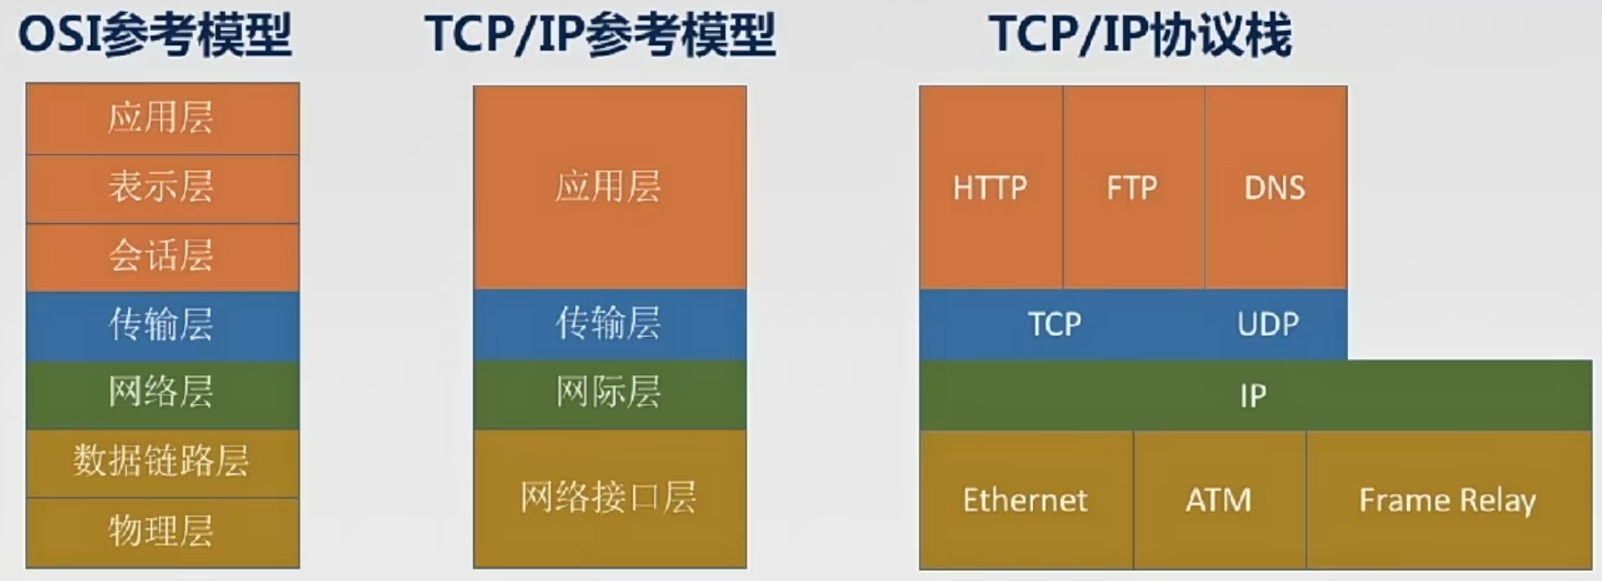 OSI参考模型
应用层
表示层
会话层
传输层
网络层
数据链路层
物理层
TCP/IP参考模型
应用层
传输层
网际层
网络接口层
TCP/IP协议栈
HTTP FTP DNS
TCP UDP
IP
Ethernet ATM Frame Relay